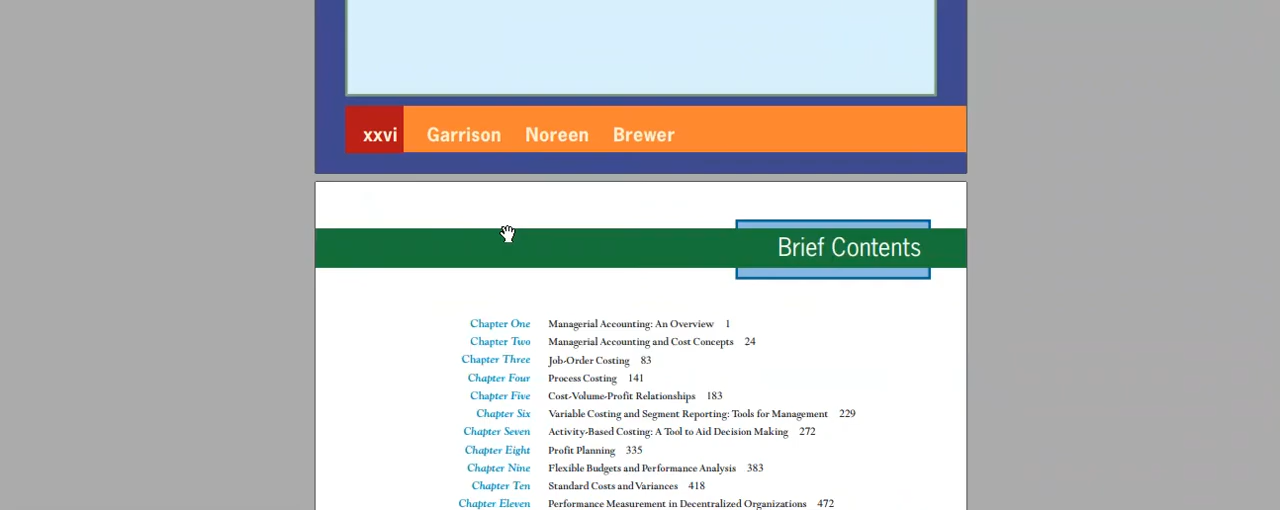 xxvi Garrison Noreen Brewer
Brief Contents
Chapter One Managerial Accounting: An Overview 1
Chapter Two Managerial Accounting and Cost Concepts 24
Chapter Three Job-Order Costing 83
Chapter Four Process Costing 141
Chapter Five Cost-Volume-Profit Relationships 183
Chapter Six Variable Costing and Segment Reporting: Tools for Management 229
Chapter Seven Activity-Based Costing: A Tool to Aid Decision Making 272
Chapter Eight Profit Planning 335
Chapter Nine Flexible Budgets and Performance Analysis 383
Chapter Ten Standard Costs and Variances 418
Chapter Eleven Performance Measurement in Decentralized Organizations 472